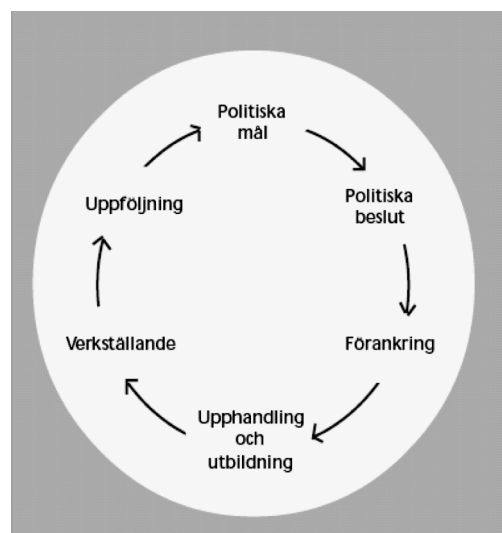 Politiska
mål
Politiska
beslut
Förankring
Upphandling
och
utbildning
Verkställande
Uppföljning